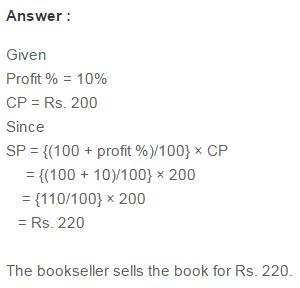 Answer :
Given
Profit % = 10%
CP = Rs. 200
Since
SP = {(100 + profit %)/100} × CP
= {(100 + 10)/100} × 200
= {110/100} × 200
= Rs. 220
The bookseller sells the book for Rs. 220.